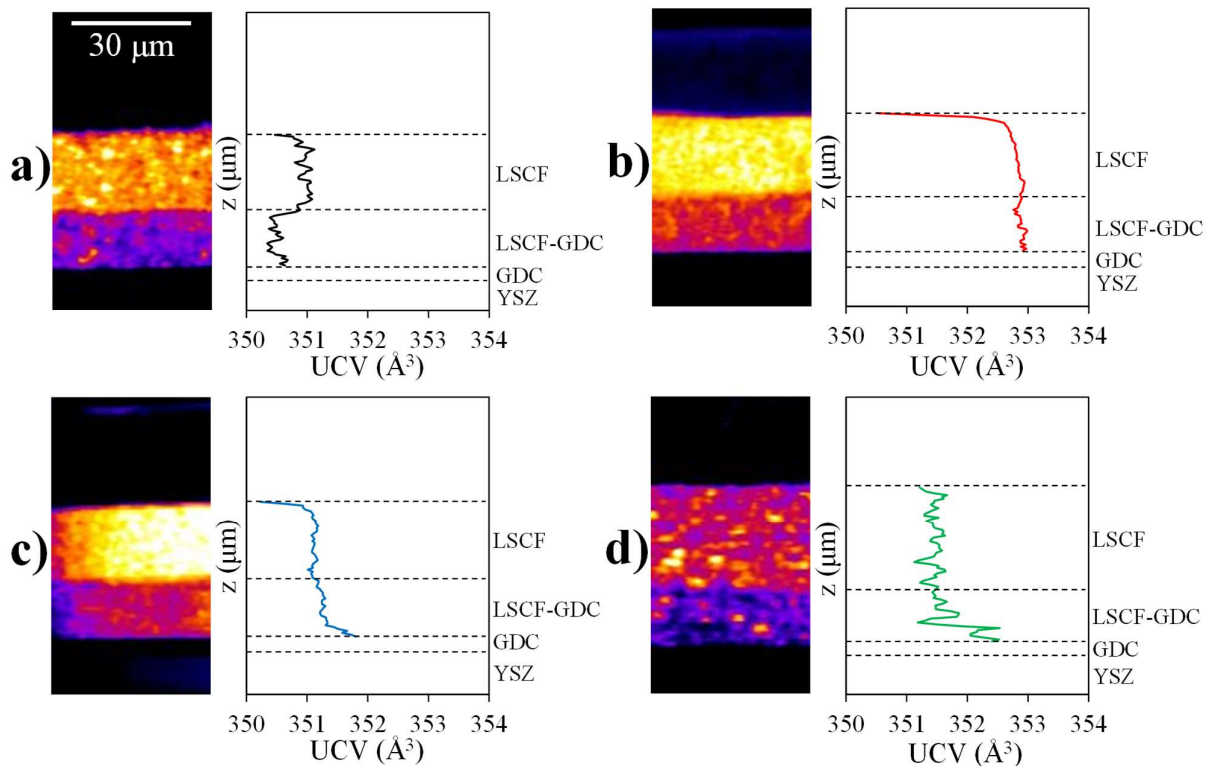 30 μm
a)
z (μm)
LSCF
LSCF-GDC
GDC
YSZ
350 351 352 353 354
UCV (Å³)
b)
z (μm)
LSCF
LSCF-GDC
GDC
YSZ
350 351 352 353 354
UCV (Å³)
c)
z (μm)
LSCF
LSCF-GDC
GDC
YSZ
350 351 352 353 354
UCV (Å³)
d)
z (μm)
LSCF
LSCF-GDC
GDC
YSZ
350 351 352 353 354
UCV (Å³)